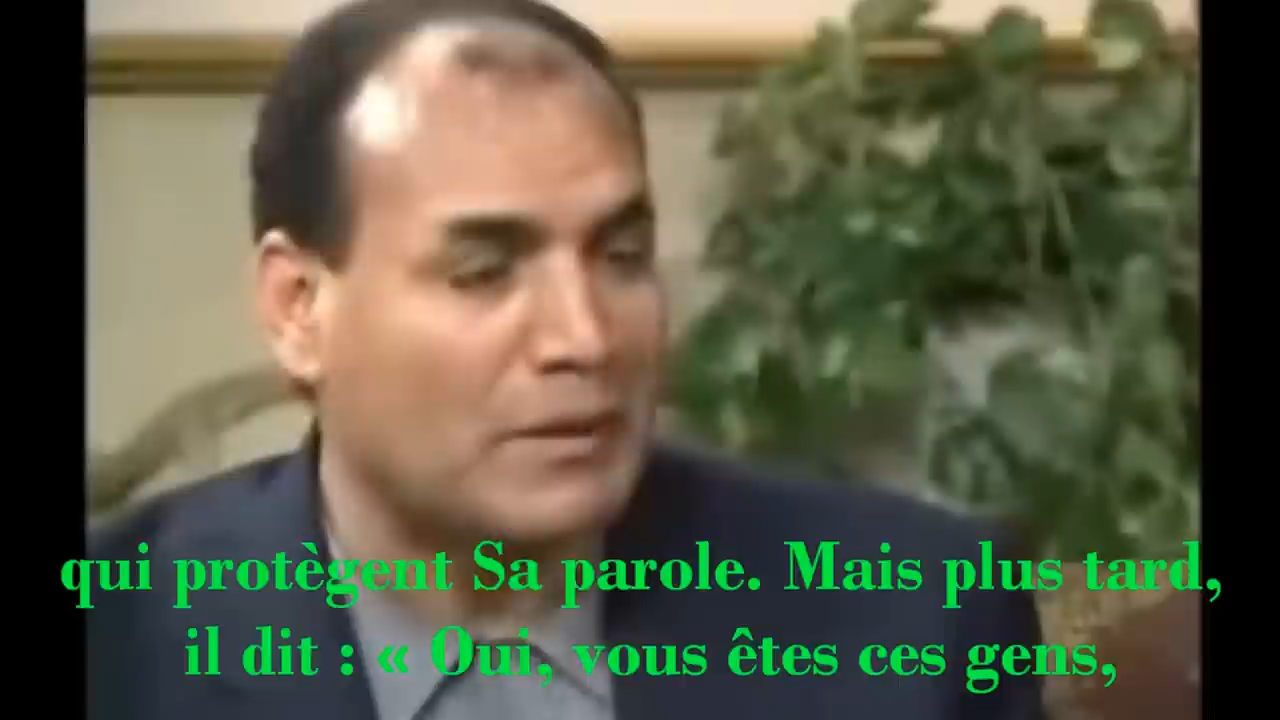 qui protègent Sa parole. Mais plus tard,
il dit : « Oui, vous êtes ces gens,